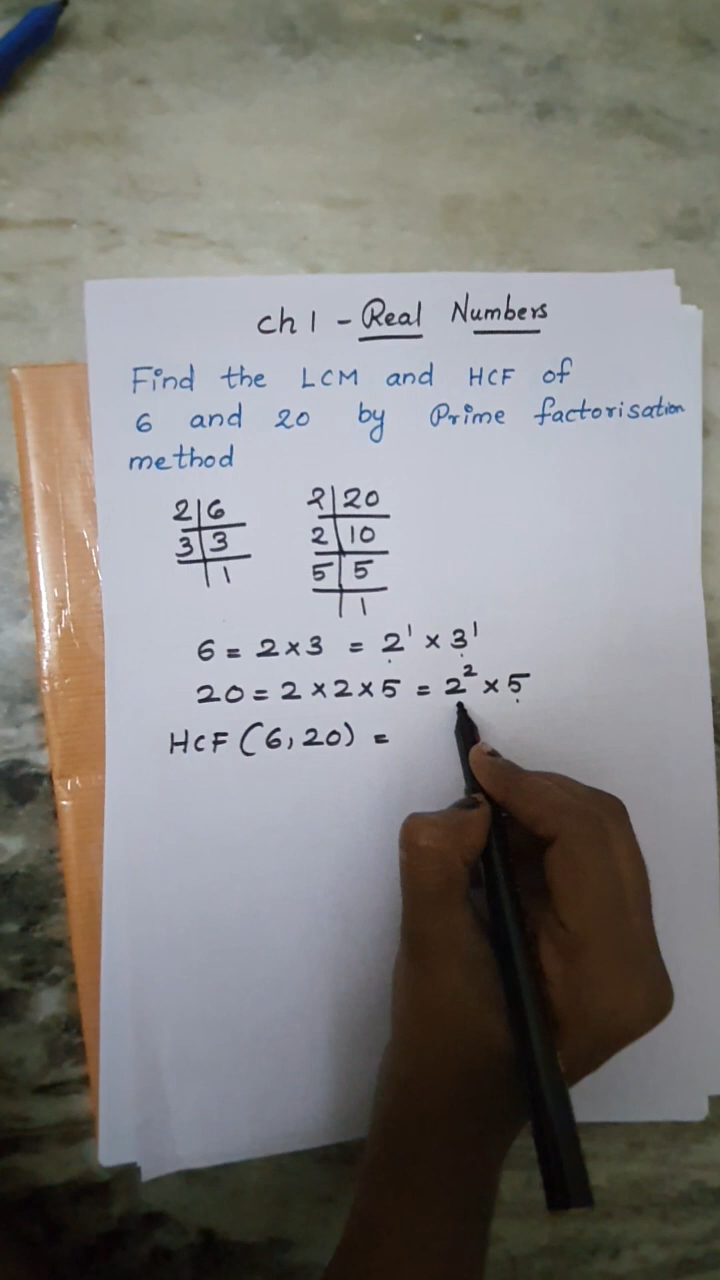 Ch 1 - Real Numbers
Find the LCM and HCF of
6 and 20 by Prime factorisation
method
2|6 2|20
3|3 2|10
|1 5|5
|1
6 = 2 × 3 = 2¹ × 3¹
20 = 2 × 2 × 5 = 2² × 5
HCF (6, 20) =